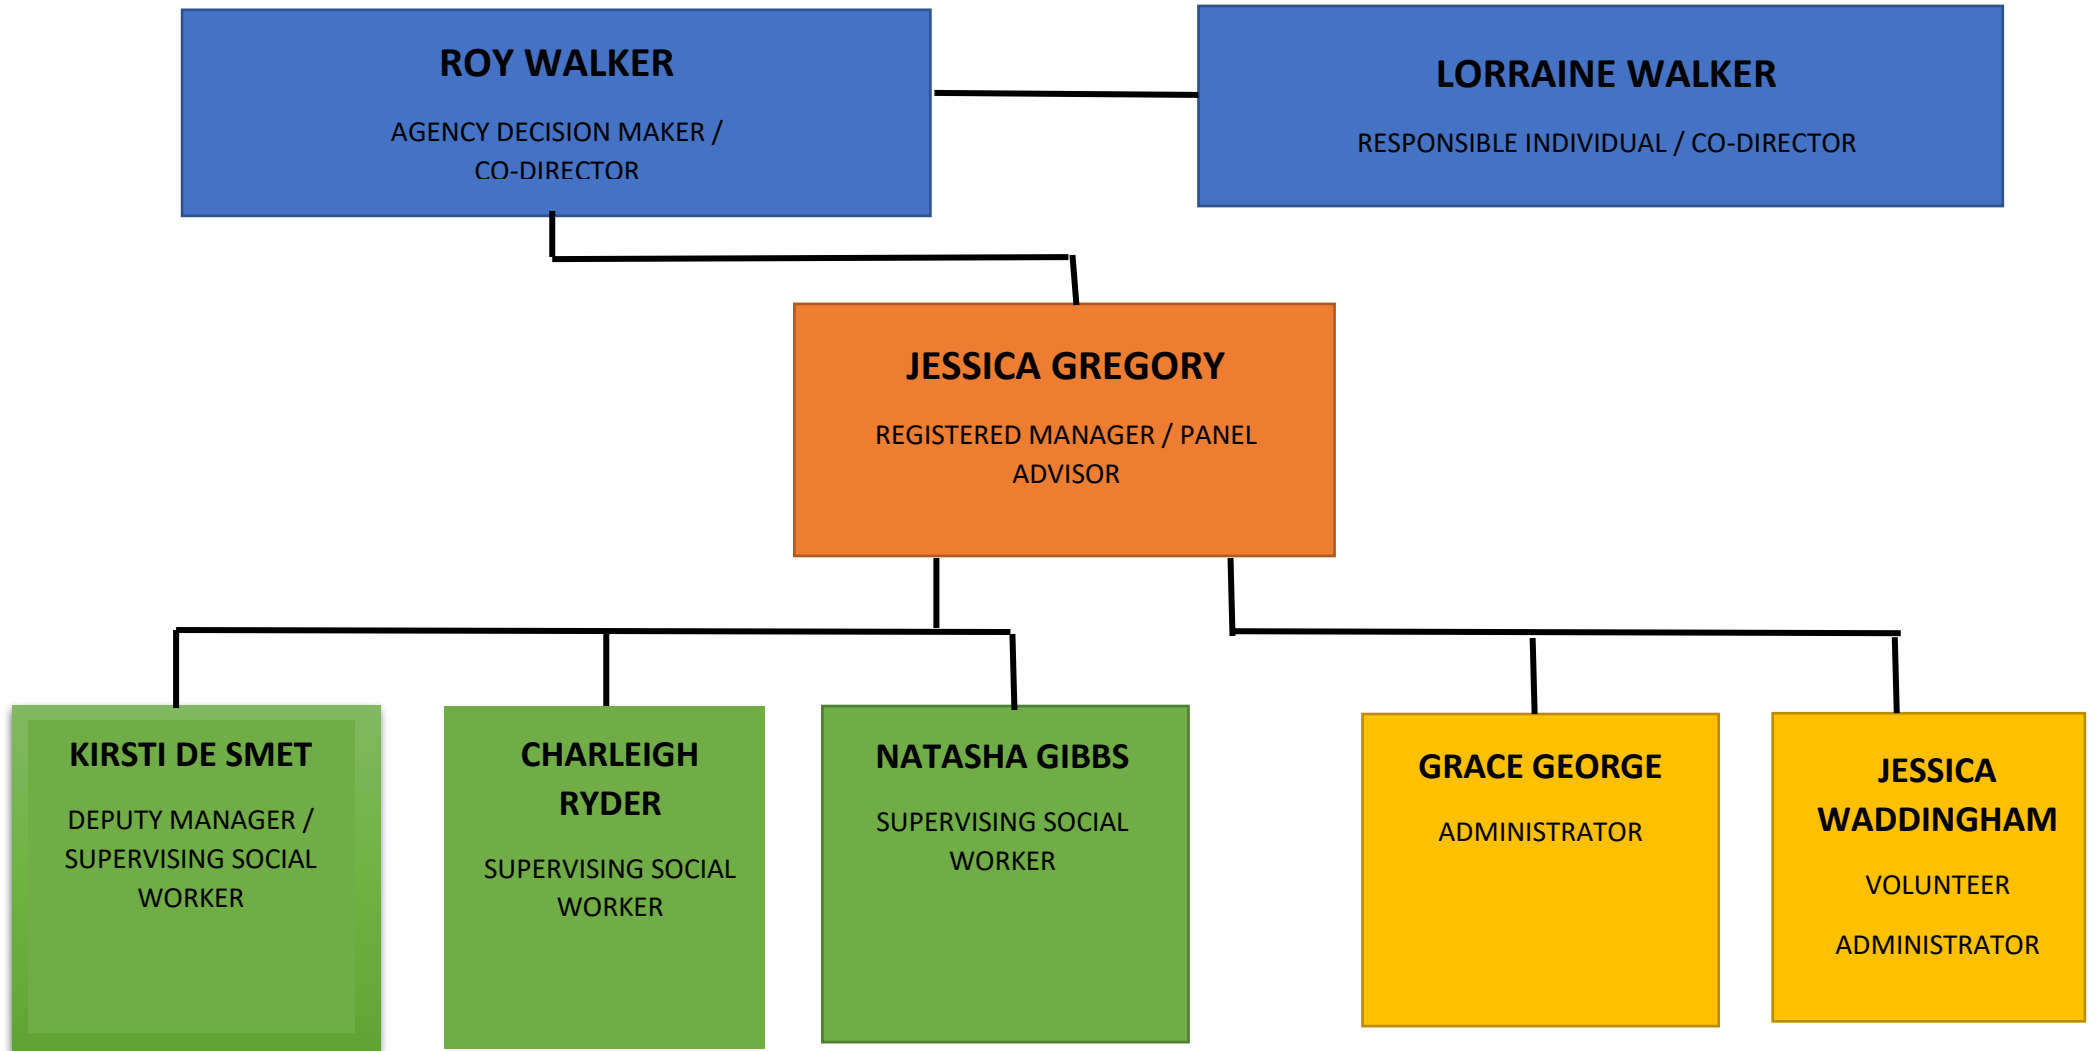 ROY WALKER
AGENCY DECISION MAKER /
CO-DIRECTOR
LORRAINE WALKER
RESPONSIBLE INDIVIDUAL / CO-DIRECTOR
JESSICA GREGORY
REGISTERED MANAGER / PANEL
ADVISOR
KIRSTI DE SMET
DEPUTY MANAGER /
SUPERVISING SOCIAL
WORKER
CHARLEIGH
RYDER
SUPERVISING SOCIAL
WORKER
NATASHA GIBBS
SUPERVISING SOCIAL
WORKER
GRACE GEORGE
ADMINISTRATOR
JESSICA
WADDINGHAM
VOLUNTEER
ADMINISTRATOR